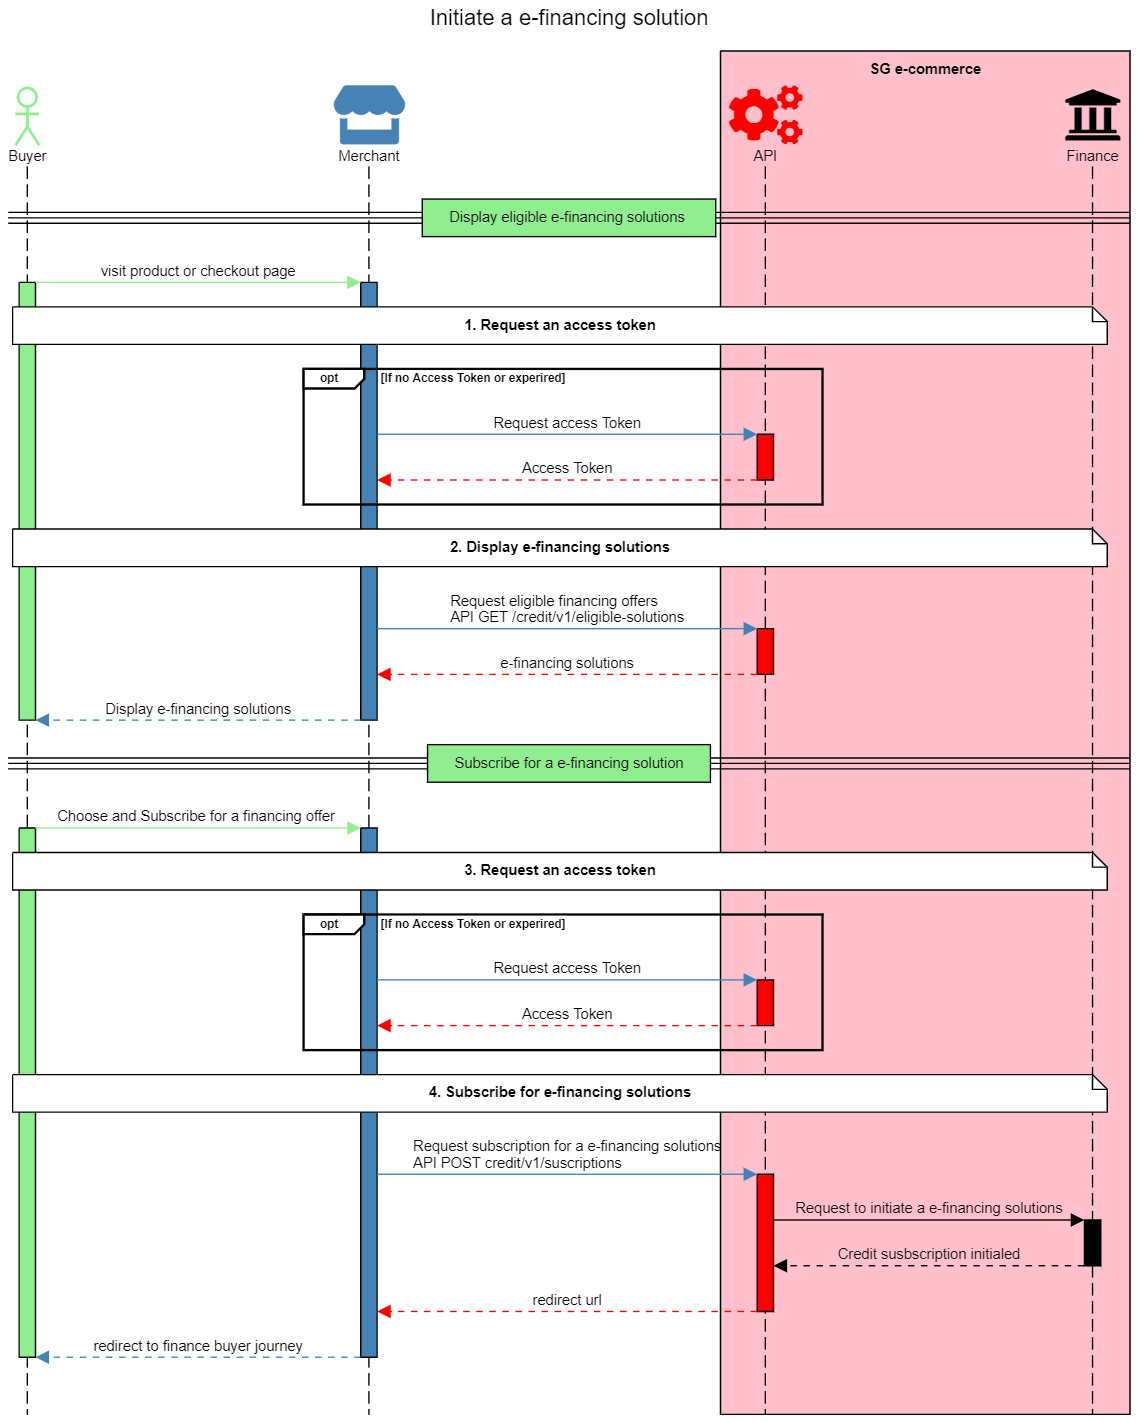 Initiate a e-financing solution
SG e-commerce
Buyer
Merchant
API
Finance
Display eligible e-financing solutions
visit product or checkout page
1. Request an access token
opt
[If no Access Token or experired]
Request access Token
Access Token
2. Display e-financing solutions
Request eligible financing offers
API GET /credit/v1/eligible-solutions
e-financing solutions
Display e-financing solutions
Subscribe for a e-financing solution
Choose and Subscribe for a financing offer
3. Request an access token
opt
[If no Access Token or experired]
Request access Token
Access Token
4. Subscribe for e-financing solutions
Request subscription for a e-financing solutions
API POST credit/v1/suscriptions
Request to initiate a e-financing solutions
Credit susbscription initialed
redirect url
redirect to finance buyer journey